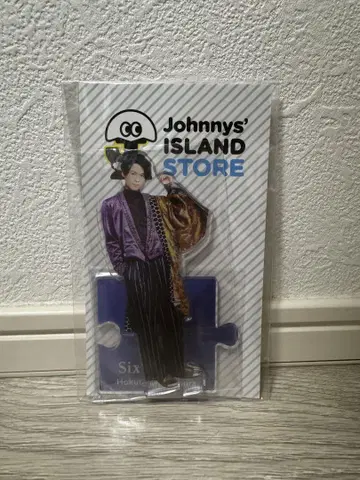 Johnnys'
ISLAND
STORE
Six